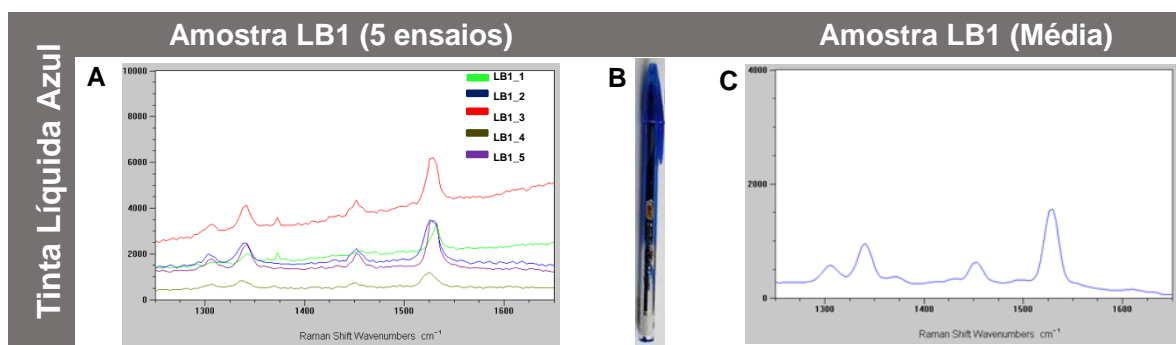 Tinta Líquida Azul
Amostra LB1 (5 ensaios)
Amostra LB1 (Média)
A
10000
8000
6000
4000
2000
0
LB1_1
LB1_2
LB1_3
LB1_4
LB1_5
1300
1400
1500
1600
Raman Shift Wavenumbers cm⁻¹
B
C
4000
2000
0
1300
1400
1500
1600
Raman Shift Wavenumbers cm⁻¹